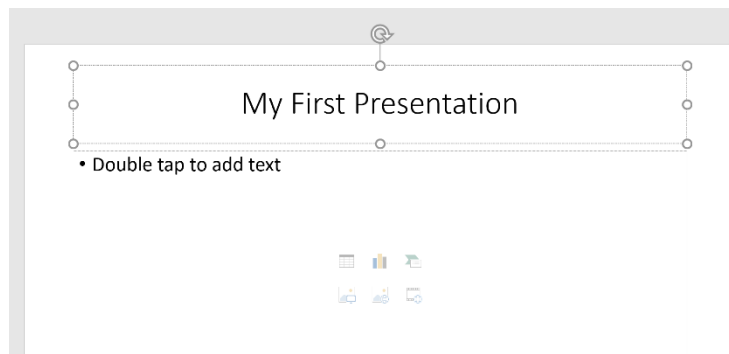 My First Presentation
• Double tap to add text